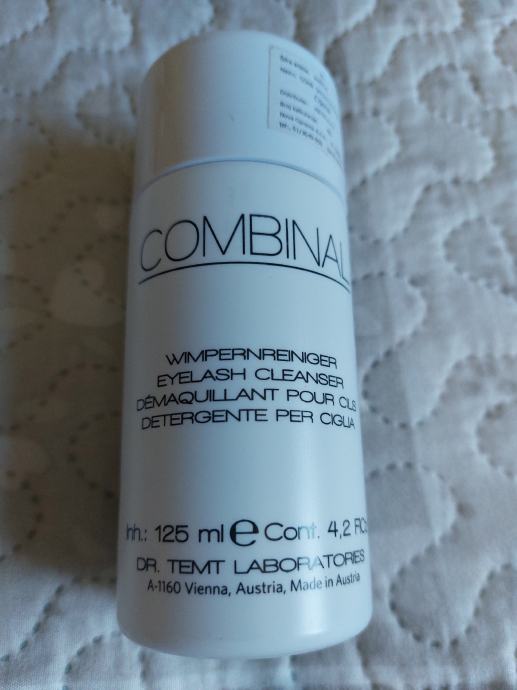 COMBINAL
WIMPERNREINIGER
EYELASH CLEANSER
DÉMAQUILLANT POUR CILS
DETERGENTE PER CIGLIA
Inh.: 125 ml ℮ Cont. 4,2
DR. TEMT LABORATORIES
A-1160 Vienna, Austria, Made in Austria